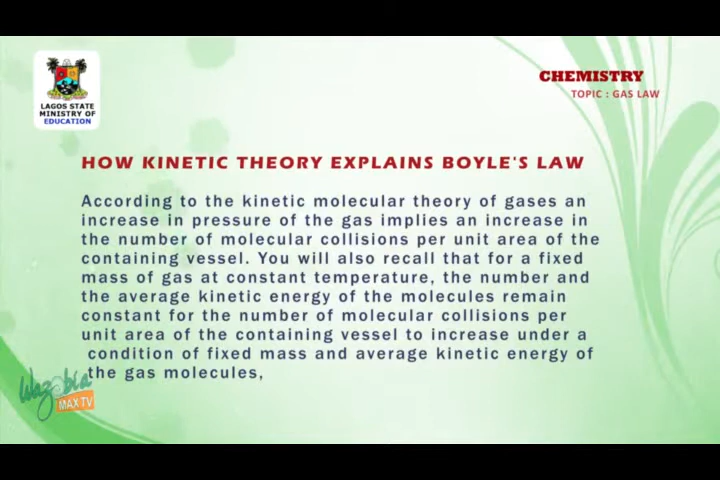 LAGOS STATE
MINISTRY OF
EDUCATION
CHEMISTRY
TOPIC : GAS LAW
HOW KINETIC THEORY EXPLAINS BOYLE'S LAW
According to the kinetic molecular theory of gases an
increase in pressure of the gas implies an increase in
the number of molecular collisions per unit area of the
containing vessel. You will also recall that for a fixed
mass of gas at constant temperature, the number and
the average kinetic energy of the molecules remain
constant for the number of molecular collisions per
unit area of the containing vessel to increase under a
condition of fixed mass and average kinetic energy of
the gas molecules,
Wazobia
MAX TV